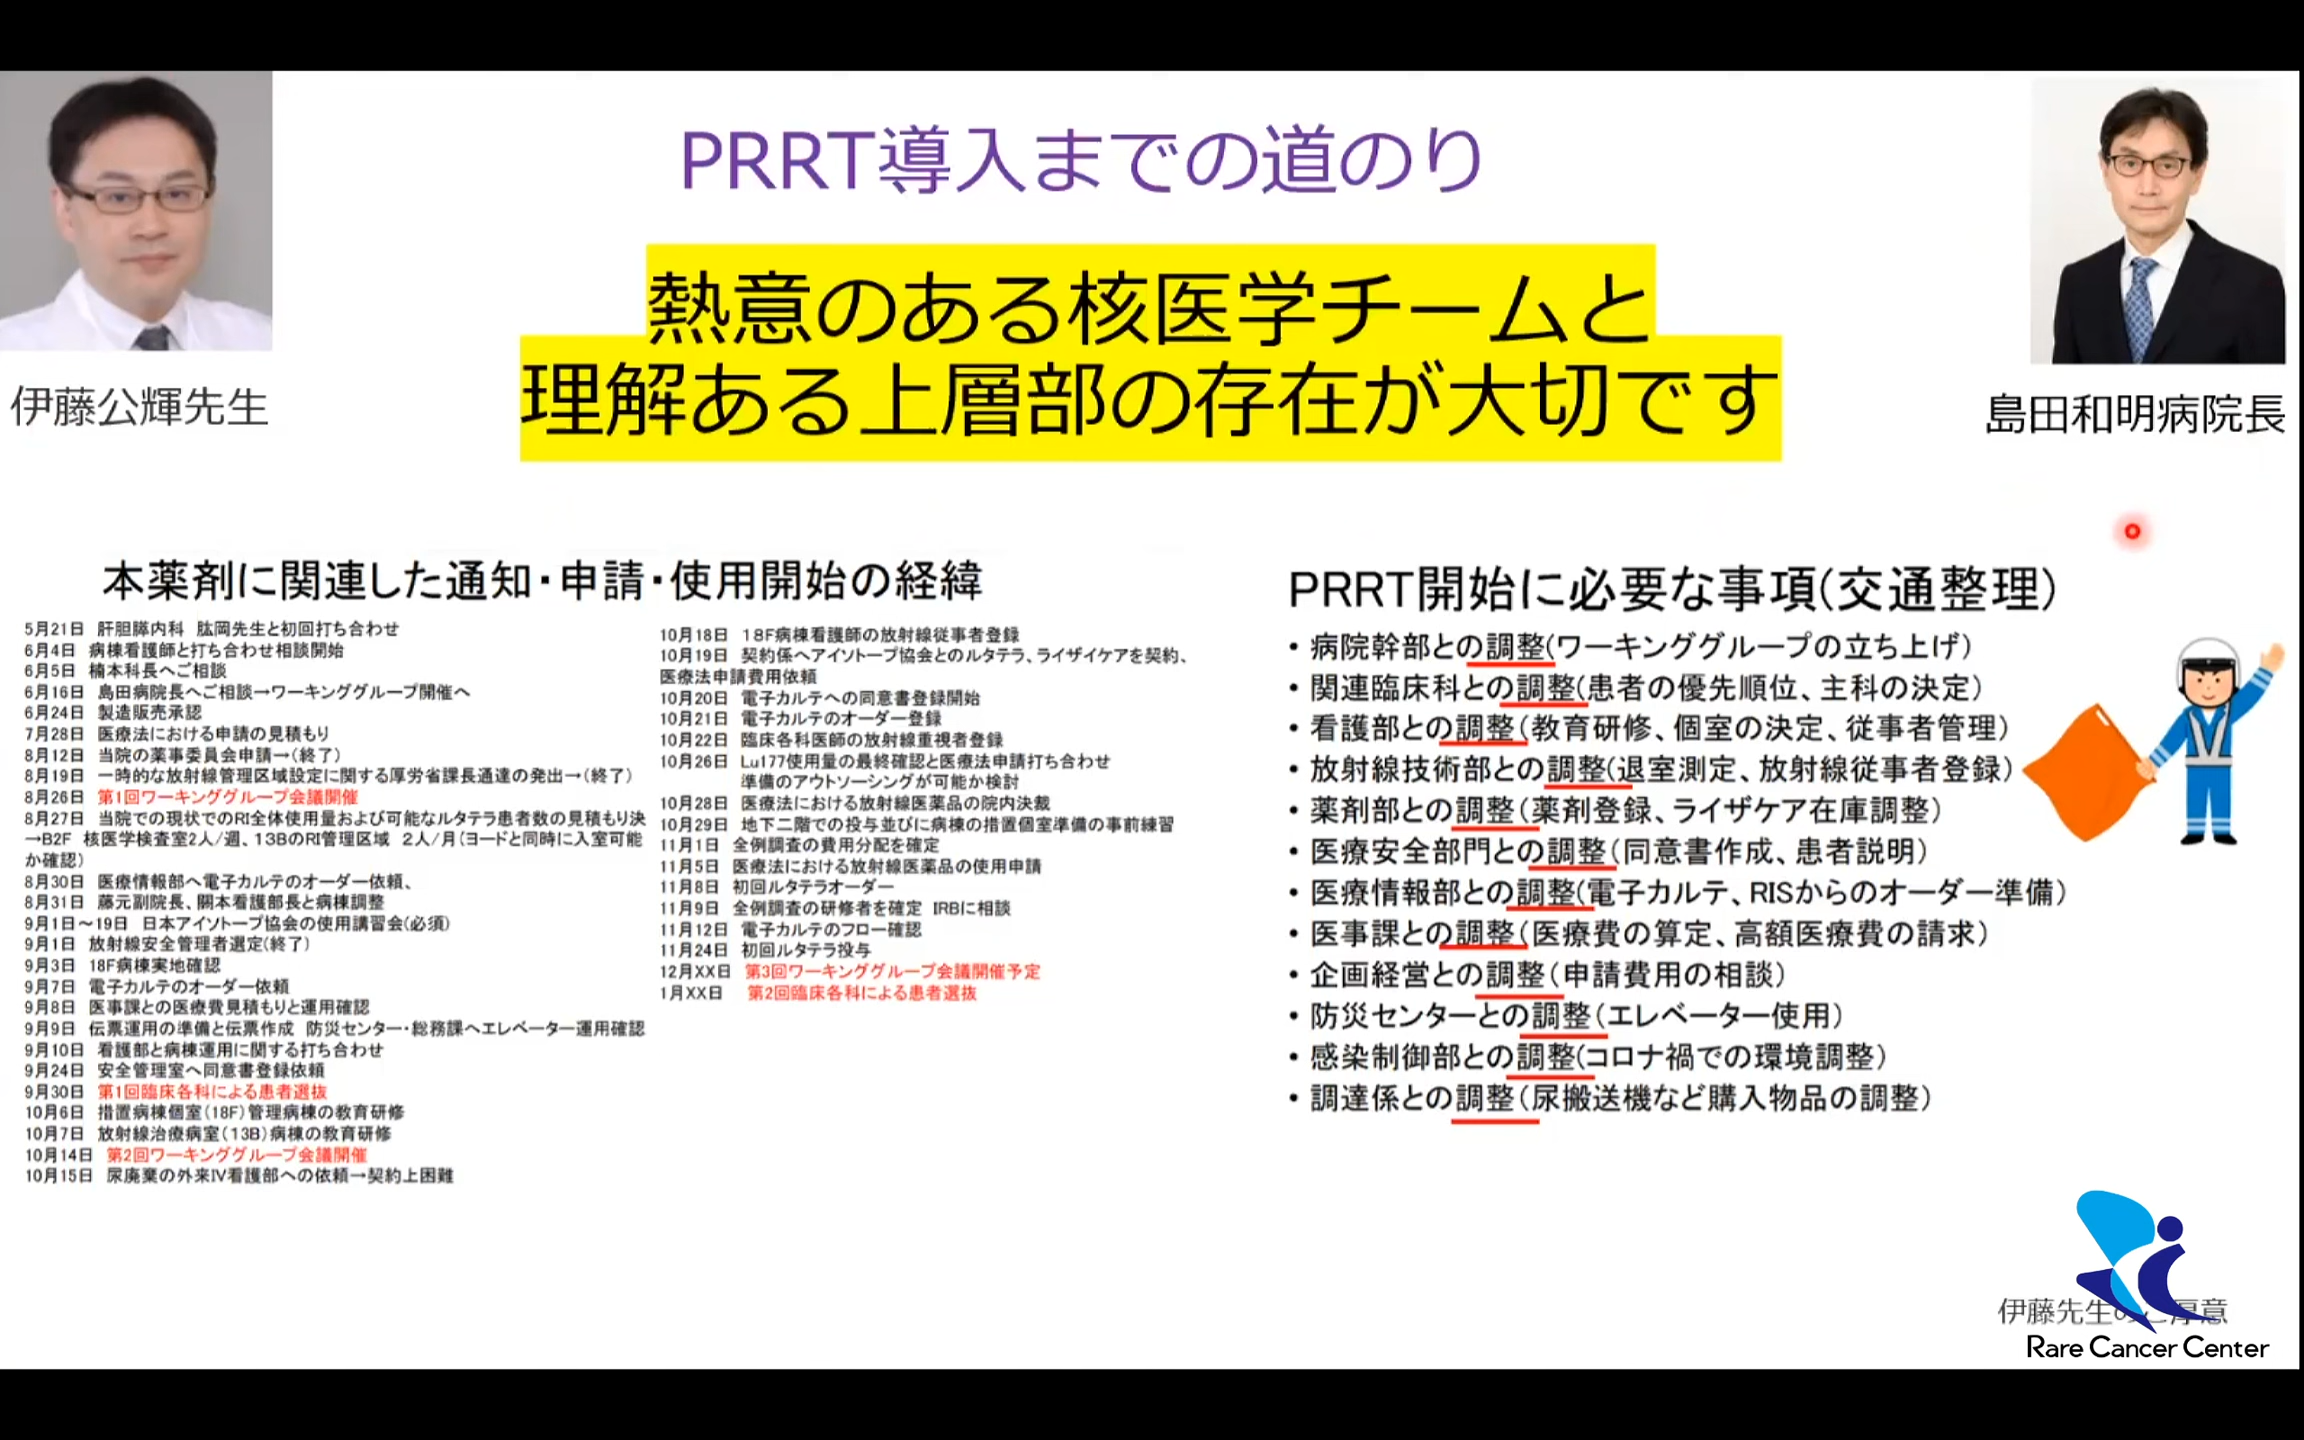 PRRT導入までの道のり
熱意のある核医学チームと
理解ある上層部の存在が大切です
伊藤公輝先生
島田和明病院長
本薬剤に関連した通知・申請・使用開始の経緯
5月21日 肝胆膵内科 肱岡先生と初回打ち合わせ
6月4日 病棟看護師と打ち合わせ相談開始
6月5日 楠本科長へご相談
6月16日 島田病院長へご相談→ワーキンググループ開催へ
6月24日 製造販売承認
7月28日 医療法における申請の見積もり
8月12日 当院の薬事委員会申請→(終了)
8月19日 一時的な放射線管理区域設定に関する厚労省課長通達の発出→(終了)
8月26日 第1回ワーキンググループ会議開催
8月27日 当院での現状でのRI全体使用量および可能なルタテラ患者数の見積もり決
→B2F 核医学検査室2人/週、13BのRI管理区域 2人/月(ヨードと同時に入室可能
か確認)
8月30日 医療情報部へ電子カルテのオーダー依頼、
8月31日 藤元副院長、關本看護部長と病棟調整
9月1日～19日 日本アイソトープ協会の使用講習会(必須)
9月1日 放射線安全管理者選定(終了)
9月3日 18F病棟実地確認
9月7日 電子カルテのオーダー依頼
9月8日 医事課との医療費見積もりと運用確認
9月9日 伝票運用の準備と伝票作成 防災センター・総務課へエレベーター運用確認
9月10日 看護部と病棟運用に関する打ち合わせ
9月24日 安全管理室へ同意書登録依頼
9月30日 第1回臨床各科による患者選抜
10月6日 措置病棟個室(18F)管理病棟の教育研修
10月7日 放射線治療病室(13B)病棟の教育研修
10月14日 第2回ワーキンググループ会議開催
10月15日 尿廃棄の外来IV看護部への依頼→契約上困難
10月18日 18F病棟看護師の放射線従事者登録
10月19日 契約係へアイソトープ協会とのルタテラ、ライザイケアを契約、
医療法申請費用依頼
10月20日 電子カルテへの同意書登録開始
10月21日 電子カルテのオーダー登録
10月22日 臨床各科医師の放射線重視者登録
10月26日 Lu177使用量の最終確認と医療法申請打ち合わせ
準備のアウトソーシングが可能か検討
10月28日 医療法における放射線医薬品の院内決裁
10月29日 地下二階での投与並びに病棟の措置個室準備の事前練習
11月1日 全例調査の費用分配を確定
11月5日 医療法における放射線医薬品の使用申請
11月8日 初回ルタテラオーダー
11月9日 全例調査の研修者を確定 IRBに相談
11月12日 電子カルテのフロー確認
11月24日 初回ルタテラ投与
12月XX日 第3回ワーキンググループ会議開催予定
1月XX日 第2回臨床各科による患者選抜
PRRT開始に必要な事項(交通整理)
・病院幹部との調整(ワーキンググループの立ち上げ)
・関連臨床科との調整(患者の優先順位、主科の決定)
・看護部との調整(教育研修、個室の決定、従事者管理)
・放射線技術部との調整(退室測定、放射線従事者登録)
・薬剤部との調整(薬剤登録、ライザケア在庫調整)
・医療安全部門との調整(同意書作成、患者説明)
・医療情報部との調整(電子カルテ、RISからのオーダー準備)
・医事課との調整(医療費の算定、高額医療費の請求)
・企画経営との調整(申請費用の相談)
・防災センターとの調整(エレベーター使用)
・感染制御部との調整(コロナ禍での環境調整)
・調達係との調整(尿搬送機など購入物品の調整)
伊藤先生のご厚意
Rare Cancer Center